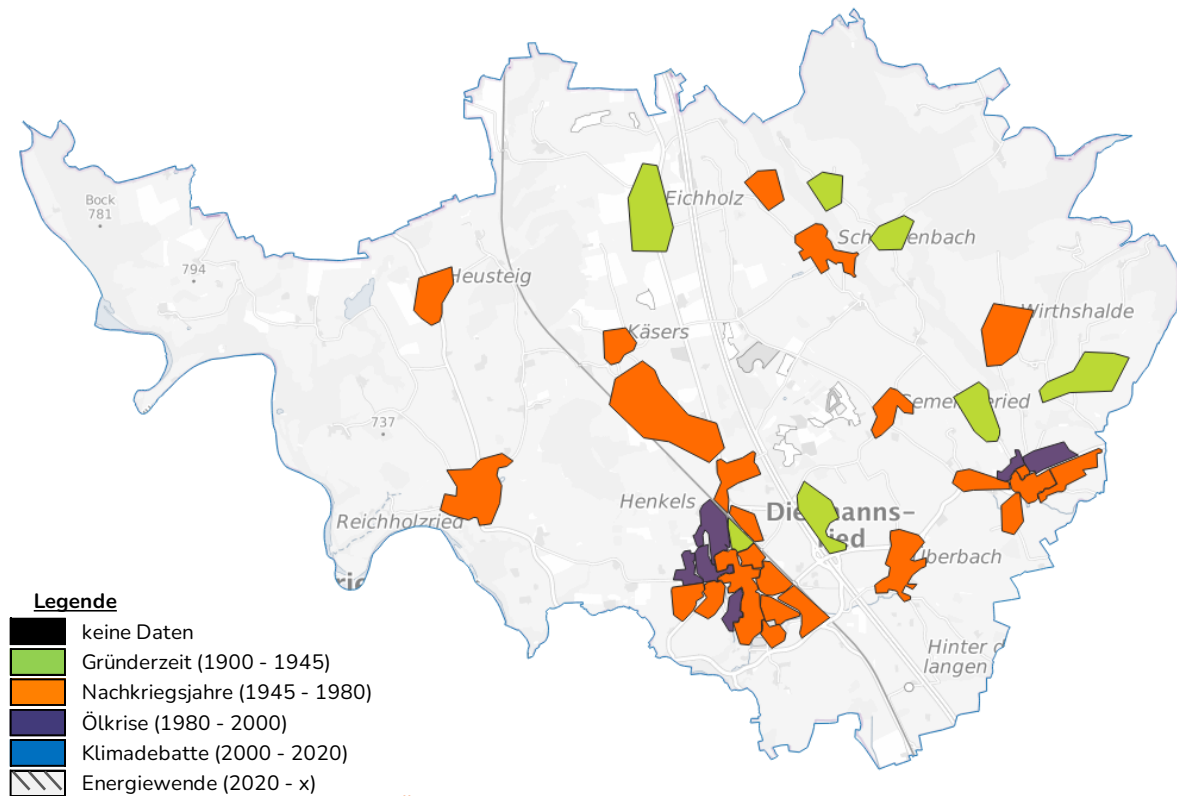 Bock
781
Eichholz
794
Heusteig
Wirthshalde
Käsers
737
Henkels
Reichholzried
Hinter d
langen
Legende
keine Daten
Gründerzeit (1900 - 1945)
Nachkriegsjahre (1945 - 1980)
Ölkrise (1980 - 2000)
Klimadebatte (2000 - 2020)
Energiewende (2020 - x)